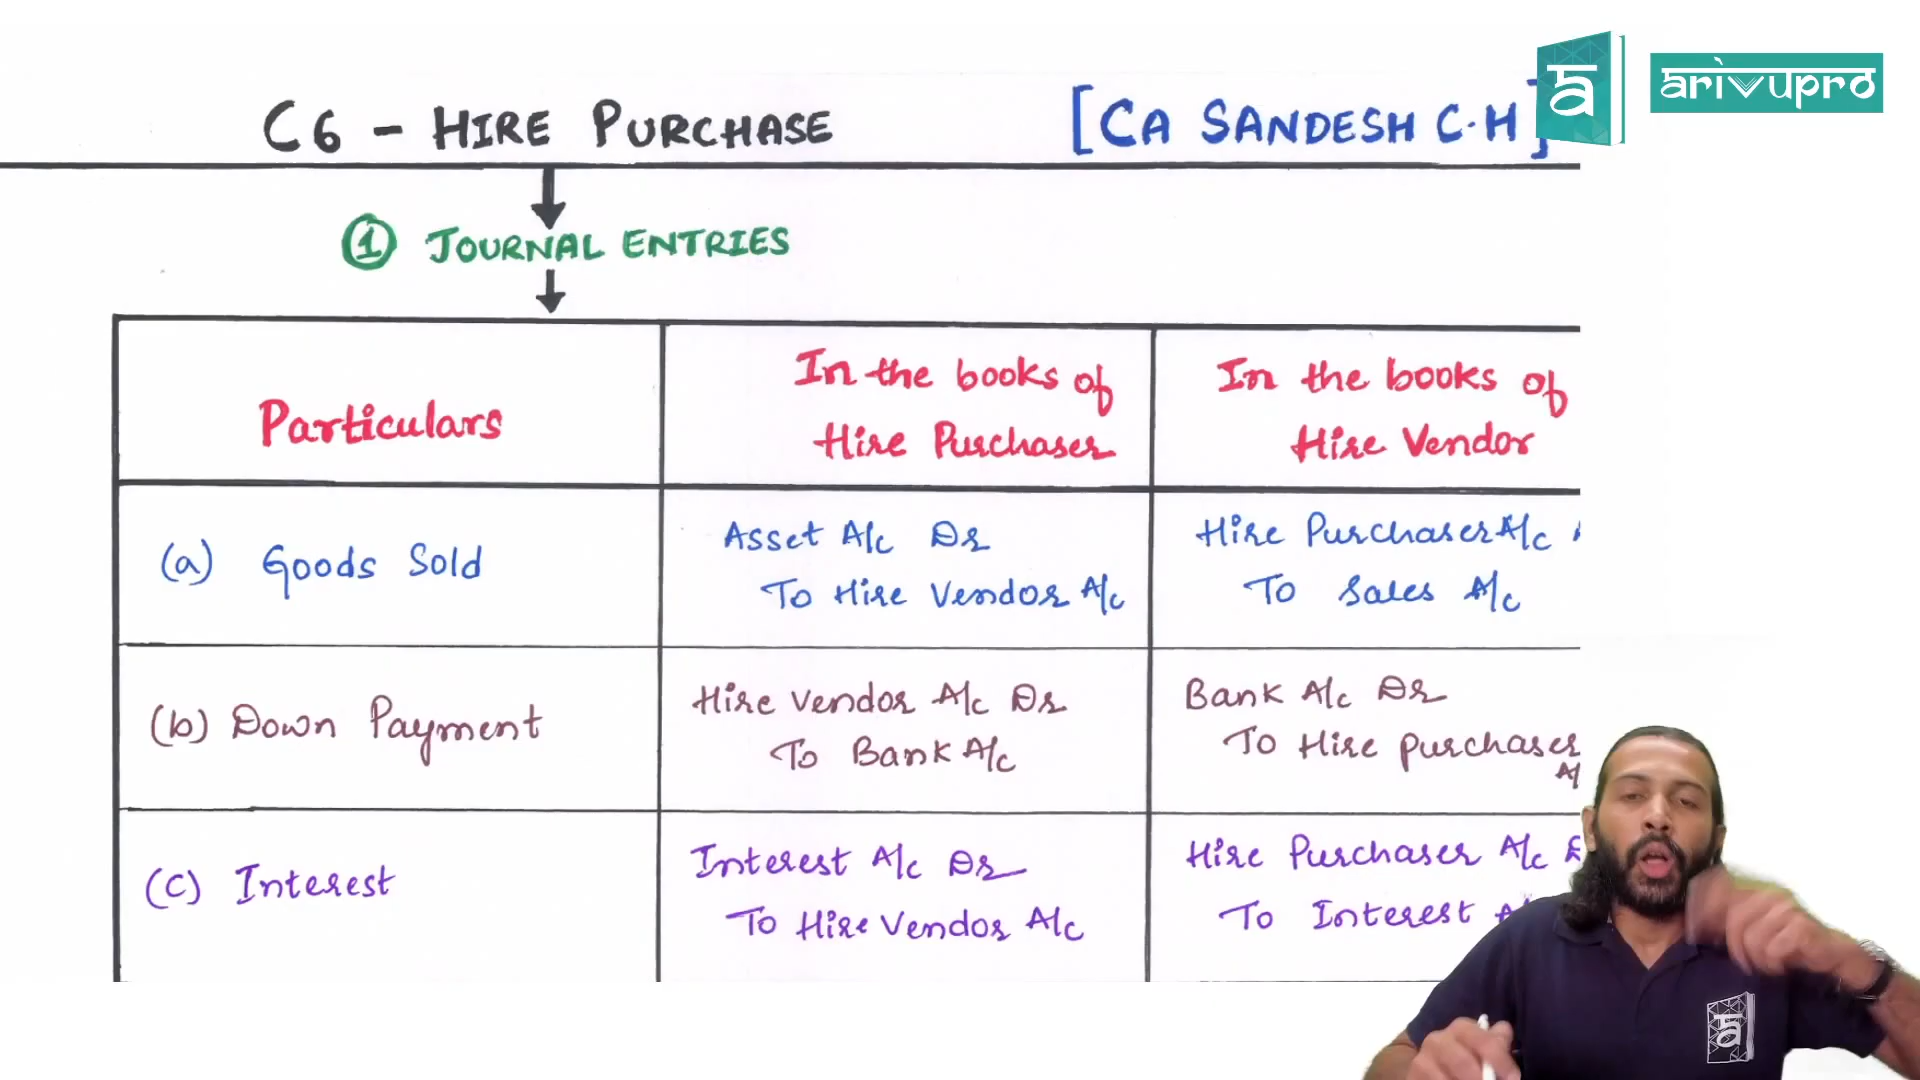 C6 - HIRE PURCHASE [CA SANDESH C.H]
arivupro
① JOURNAL ENTRIES
Particulars
In the books of
Hire Purchaser
In the books of
Hire Vendor
(a) Goods Sold
Asset A/c Dr
To Hire Vendor A/c
Hire Purchaser A/c
To Sales A/c
(b) Down Payment
Hire Vendor A/c Dr
To Bank A/c
Bank A/c Dr
To Hire purchaser
(c) Interest
Interest A/c Dr
To Hire Vendor A/c
Hire Purchaser A/c
To Interest